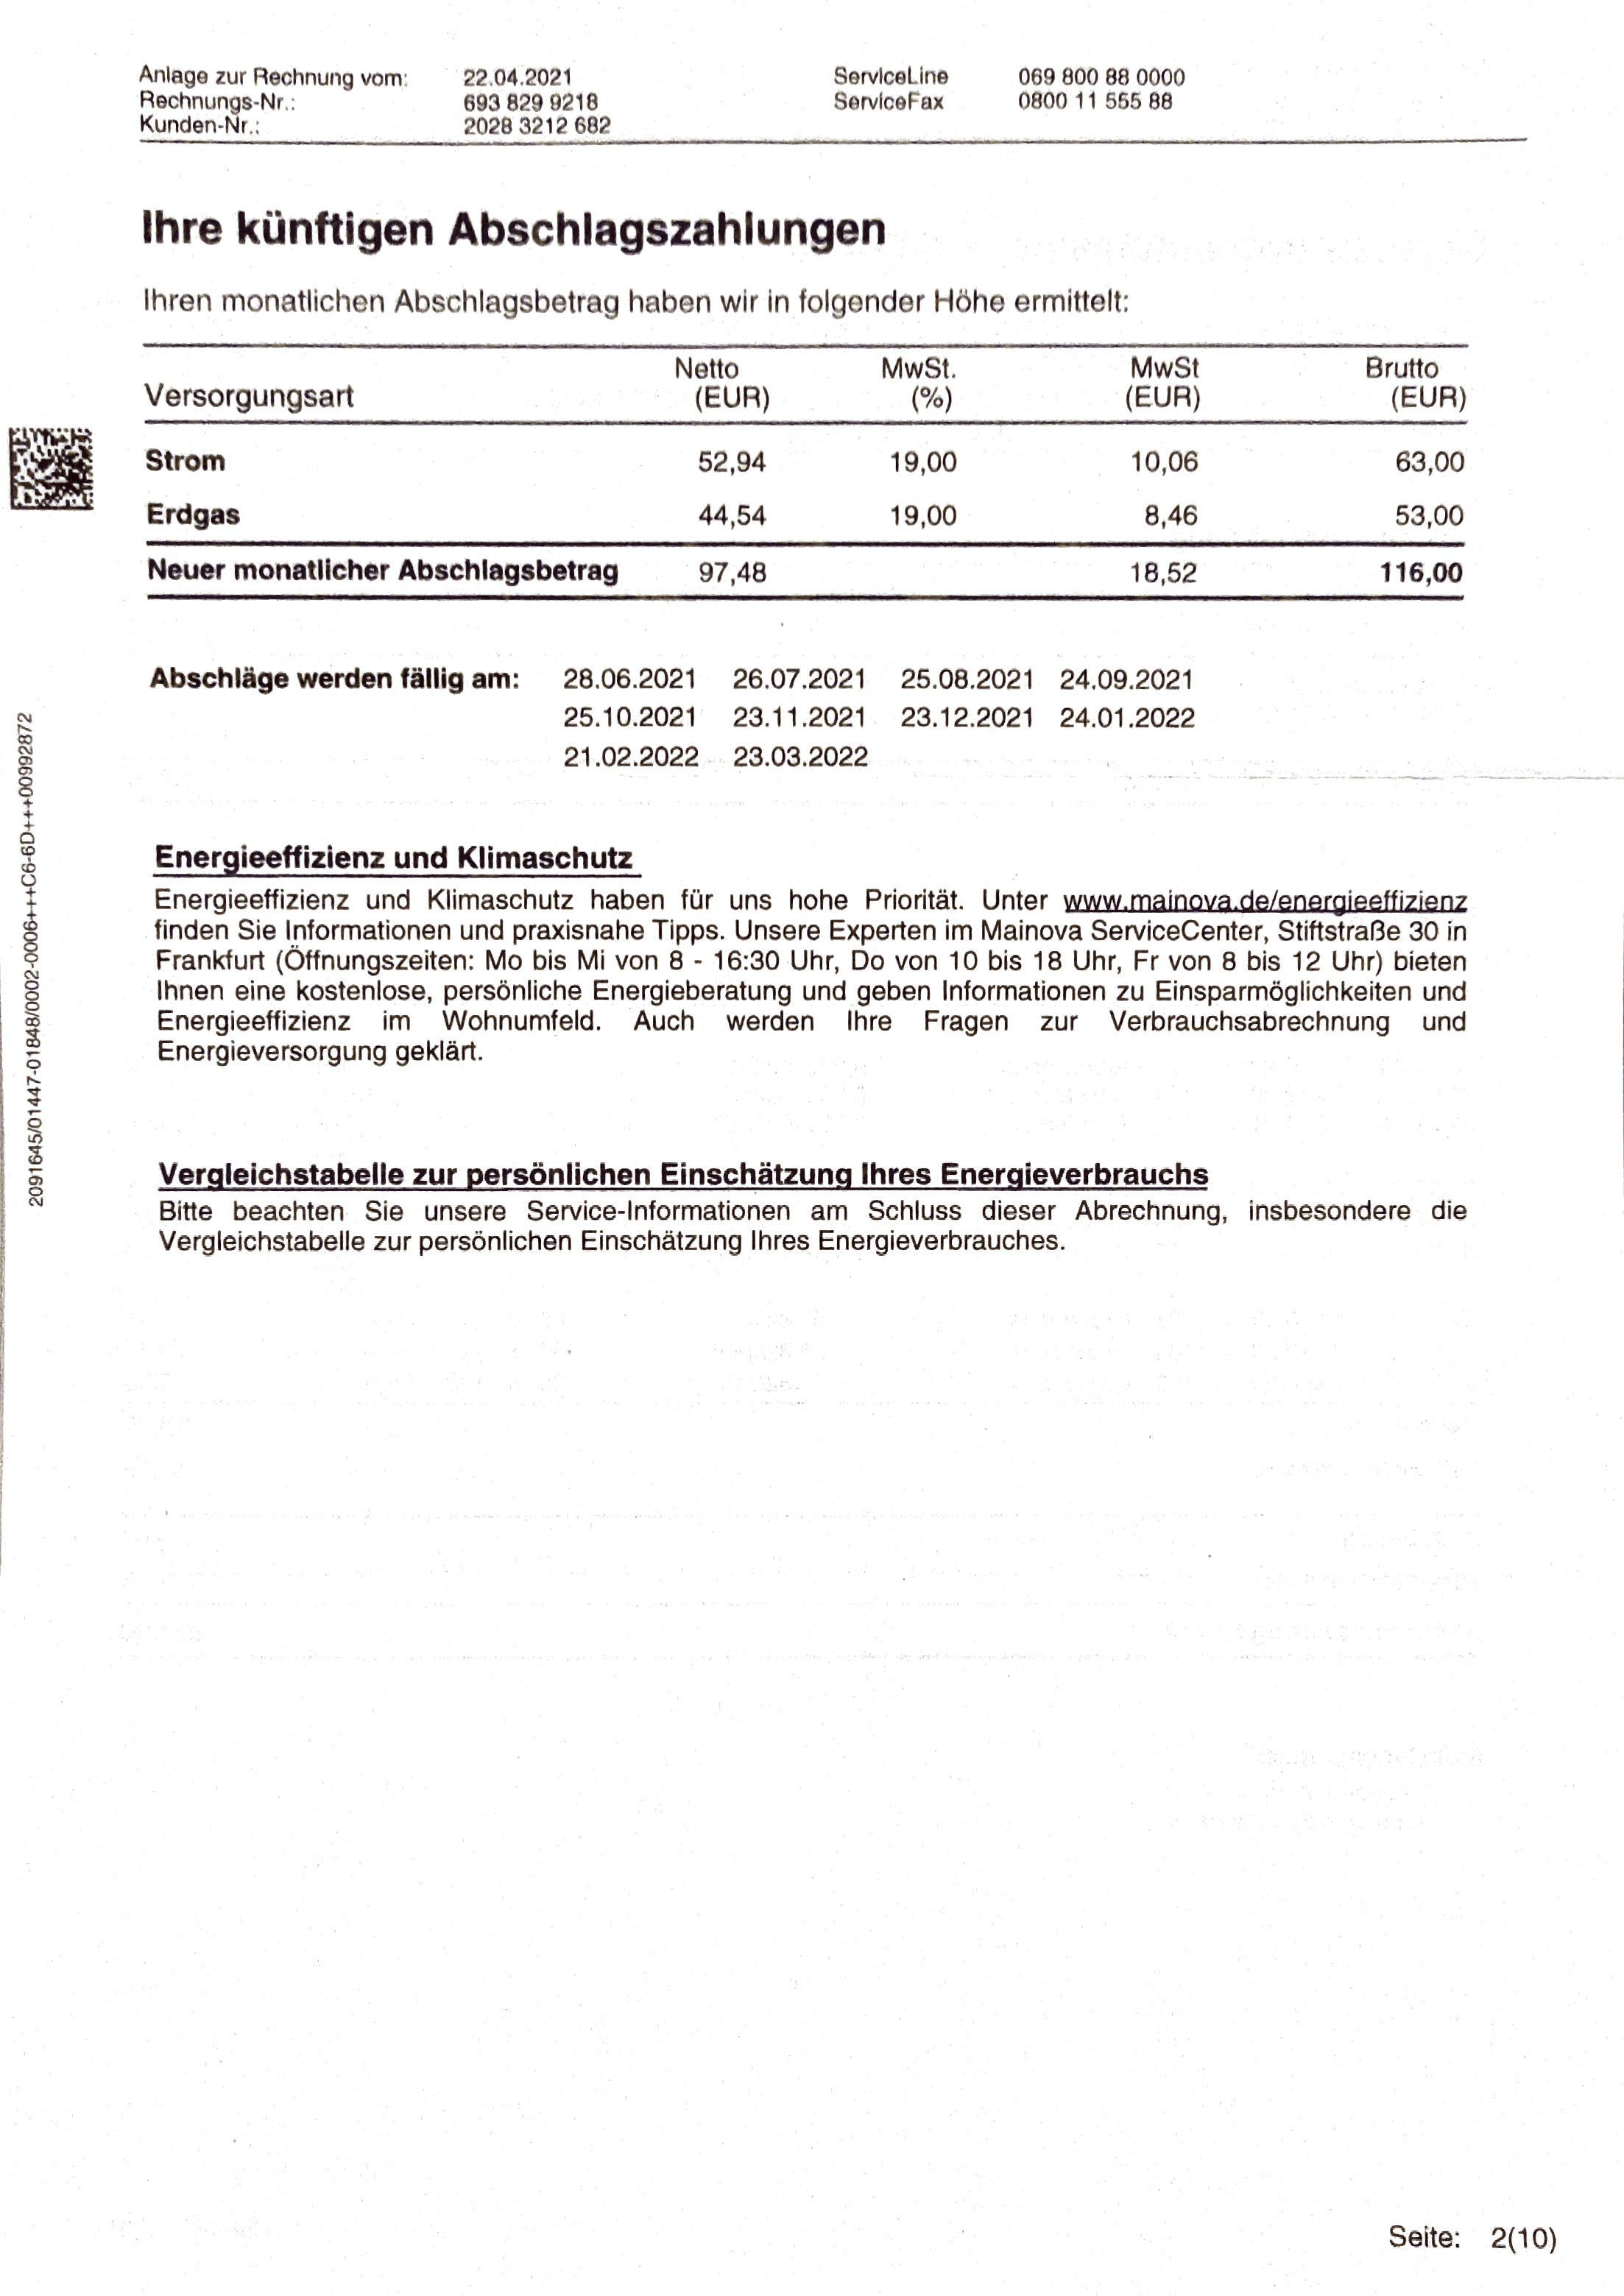 Anlage zur Rechnung vom: 22.04.2021 ServiceLine 069 800 88 0000
Rechnungs-Nr.: 693 829 9218 ServiceFax 0800 11 555 88
Kunden-Nr.: 2028 3212 682
Ihre künftigen Abschlagszahlungen
Ihren monatlichen Abschlagsbetrag haben wir in folgender Höhe ermittelt:
Netto MwSt. MwSt Brutto
Versorgungsart (EUR) (%) (EUR) (EUR)
Strom 52,94 19,00 10,06 63,00
Erdgas 44,54 19,00 8,46 53,00
Neuer monatlicher Abschlagsbetrag 97,48 18,52 116,00
Abschläge werden fällig am: 28.06.2021 26.07.2021 25.08.2021 24.09.2021
25.10.2021 23.11.2021 23.12.2021 24.01.2022
21.02.2022 23.03.2022
2091645/01447-01848/0002-0006+++C6-6D+++00992872
Energieeffizienz und Klimaschutz
Energieeffizienz und Klimaschutz haben für uns hohe Priorität. Unter www.mainova.de/energieeffizienz
finden Sie Informationen und praxisnahe Tipps. Unsere Experten im Mainova ServiceCenter, Stiftstraße 30 in
Frankfurt (Öffnungszeiten: Mo bis Mi von 8 - 16:30 Uhr, Do von 10 bis 18 Uhr, Fr von 8 bis 12 Uhr) bieten
Ihnen eine kostenlose, persönliche Energieberatung und geben Informationen zu Einsparmöglichkeiten und
Energieeffizienz im Wohnumfeld. Auch werden Ihre Fragen zur Verbrauchsabrechnung und
Energieversorgung geklärt.
Vergleichstabelle zur persönlichen Einschätzung Ihres Energieverbrauchs
Bitte beachten Sie unsere Service-Informationen am Schluss dieser Abrechnung, insbesondere die
Vergleichstabelle zur persönlichen Einschätzung Ihres Energieverbrauches.
Seite: 2(10)